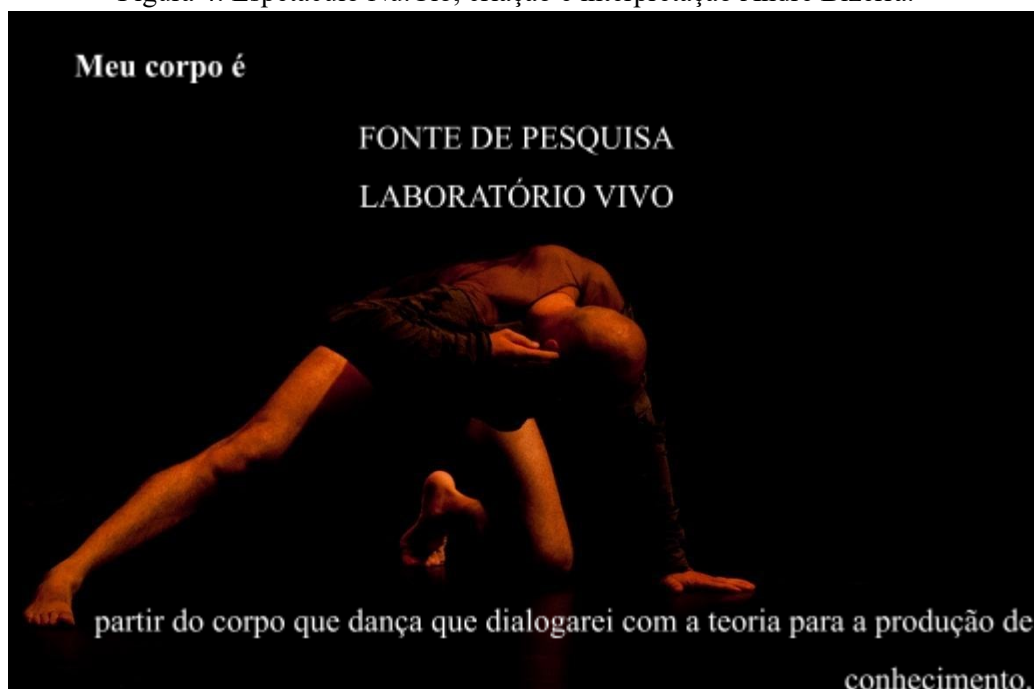 Meu corpo é
FONTE DE PESQUISA
LABORATÓRIO VIVO
partir do corpo que dança que dialogarei com a teoria para a produção de
conhecimento